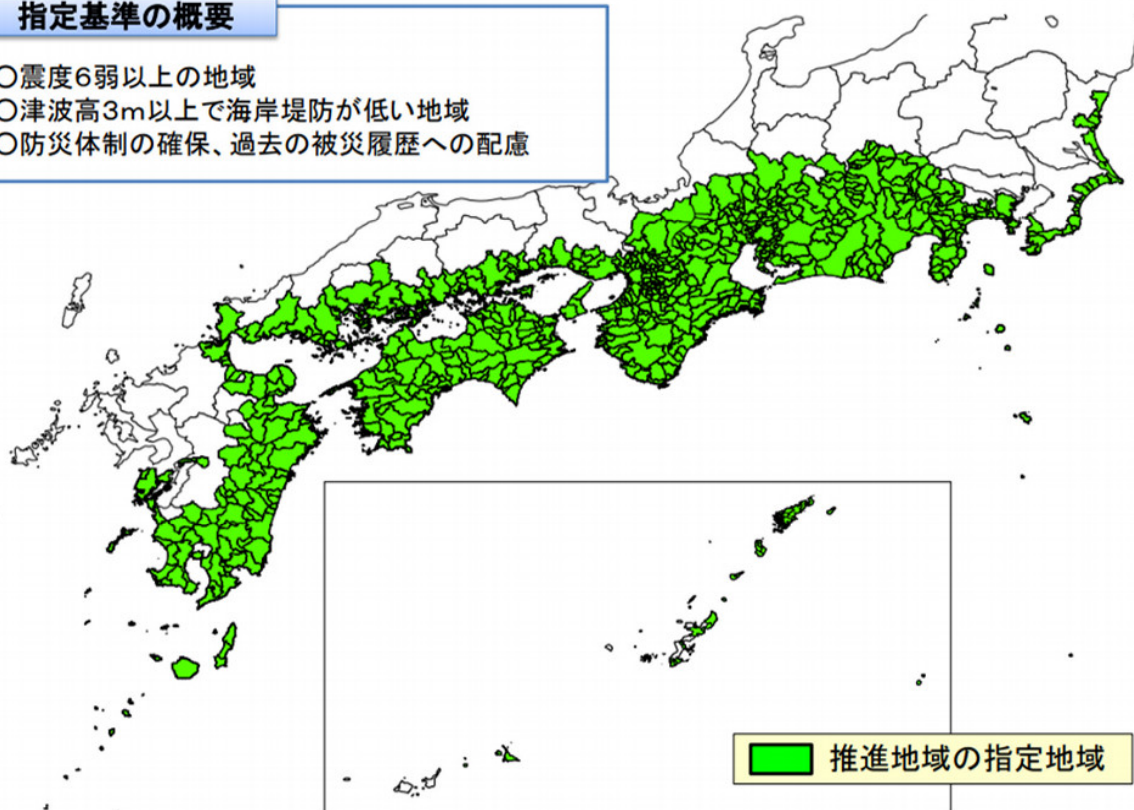 指定基準の概要
○震度6弱以上の地域
○津波高3m以上で海岸堤防が低い地域
○防災体制の確保、過去の被災履歴への配慮
推進地域の指定地域